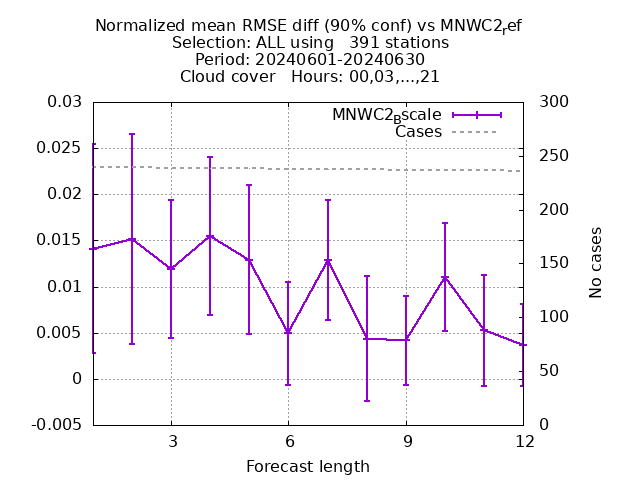 Normalized mean RMSE diff (90% conf) vs MNWC2ref
Selection: ALL using   391 stations
Period: 20240601-20240630
Cloud cover   Hours: 00,03,...,21
0.03
0.025
0.02
0.015
0.01
0.005
0
-0.005
300
250
200
150
100
50
0
MNWC2Bscale
Cases
No cases
3
6
9
12
Forecast length